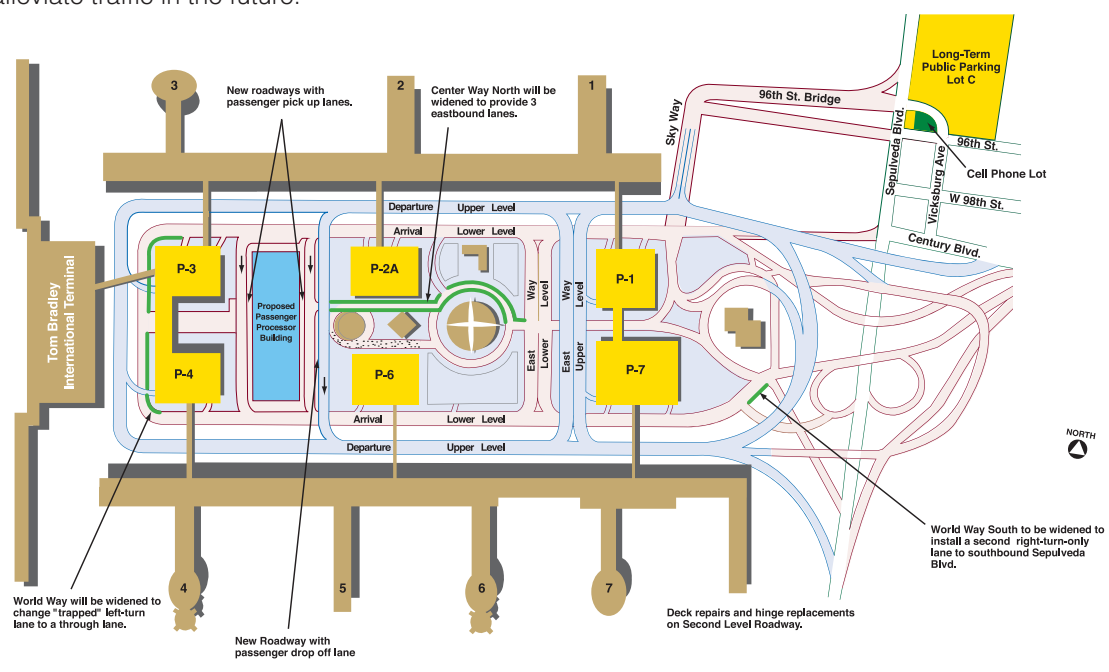 alleviate traffic in the future.
Long-Term
Public Parking
Lot C
3
New roadways with
passenger pick up lanes.
2
Center Way North will be
widened to provide 3
eastbound lanes.
1
Sky Way
96th St. Bridge
Sepulveda Blvd.
96th St.
Cell Phone Lot
Vicksburg Ave
W 98th St.
Century Blvd.
Departure Upper Level
Arrival Lower Level
Tom Bradley
International Terminal
P-3
P-2A
P-1
Proposed
Passenger
Processor
Building
East Way
Lower Level
East Way
Upper Level
P-4
P-6
P-7
Arrival Lower Level
Departure Upper Level
NORTH
World Way South to be widened to
install a second right-turn-only
lane to southbound Sepulveda
Blvd.
4
5
6
7
World Way will be widened to
change "trapped" left-turn
lane to a through lane.
New Roadway with
passenger drop off lane
Deck repairs and hinge replacements
on Second Level Roadway.